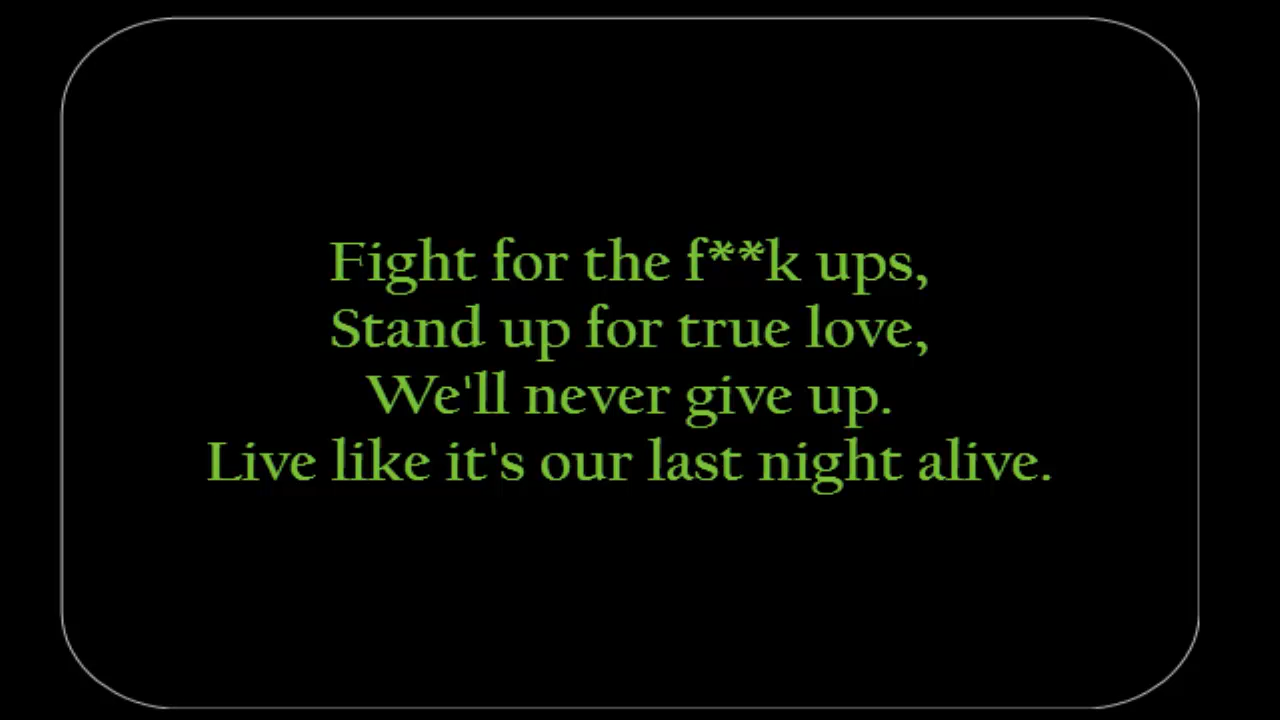 Fight for the f**k ups,
Stand up for true love,
We'll never give up.
Live like it's our last night alive.